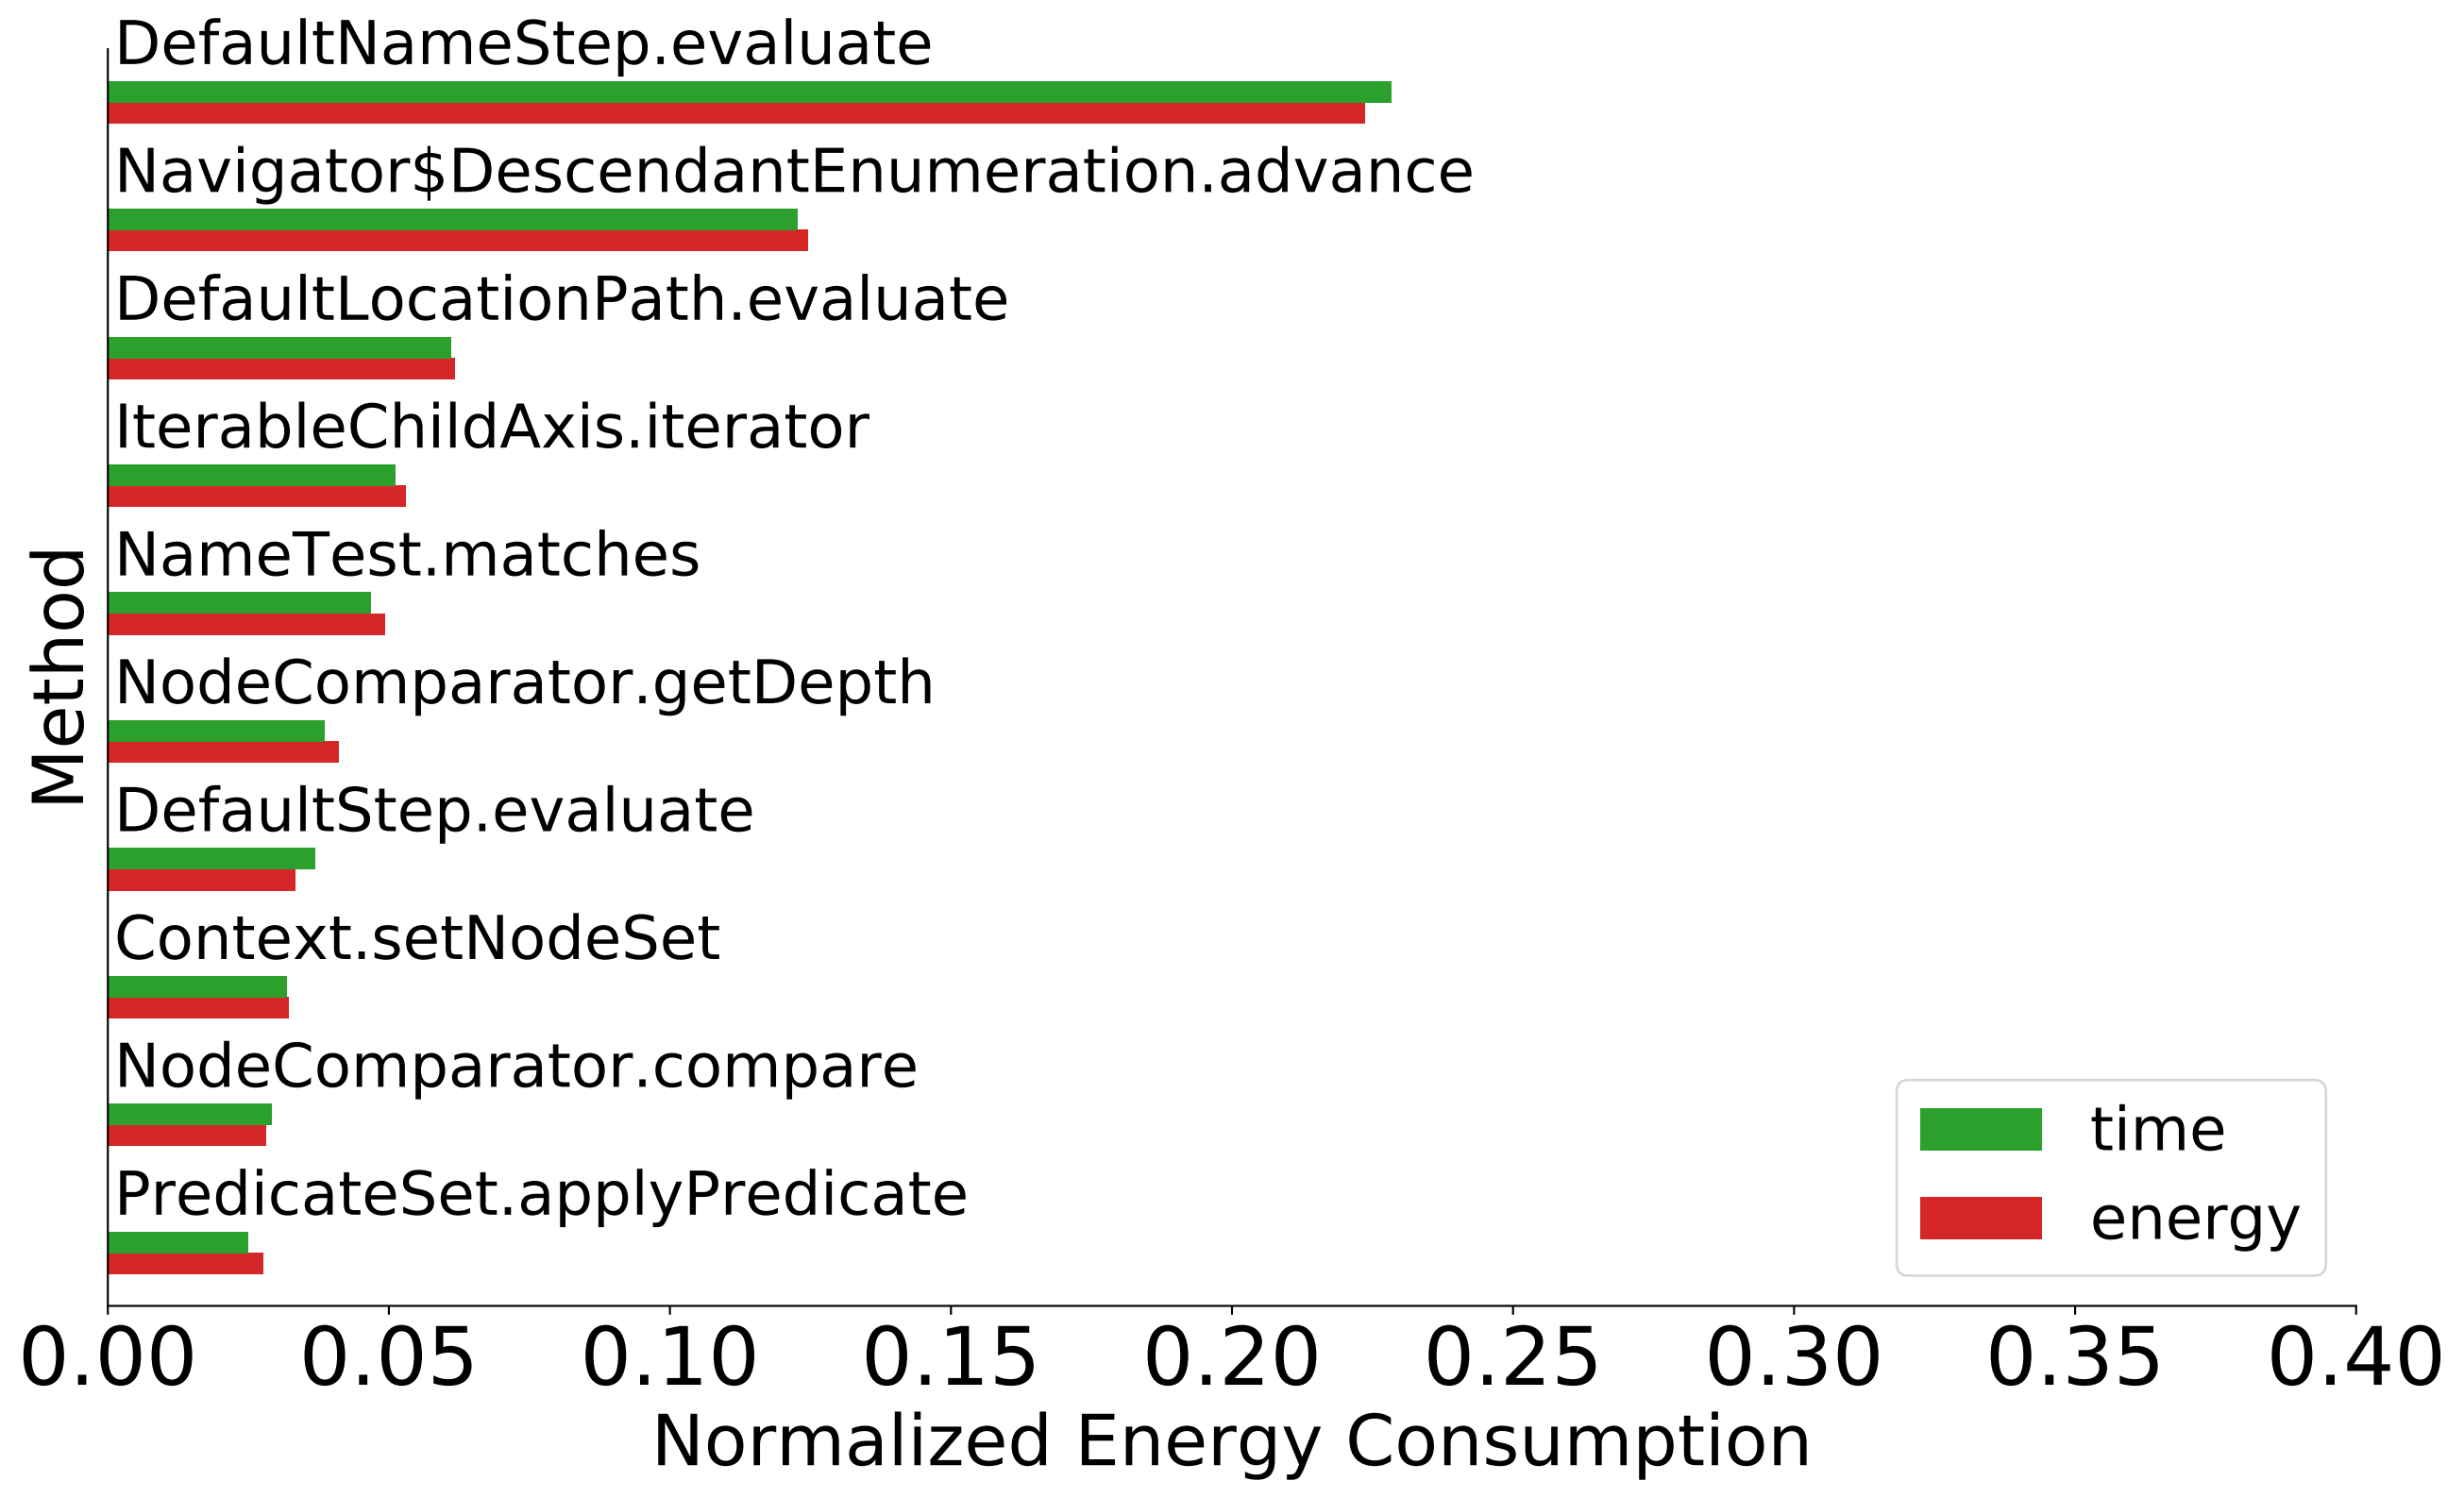 DefaultNameStep.evaluate
Navigator$DescendantEnumeration.advance
DefaultLocationPath.evaluate
IterableChildAxis.iterator
NameTest.matches
NodeComparator.getDepth
DefaultStep.evaluate
Context.setNodeSet
NodeComparator.compare
PredicateSet.applyPredicate
Method
time
energy
0.00 0.05 0.10 0.15 0.20 0.25 0.30 0.35 0.40
Normalized Energy Consumption